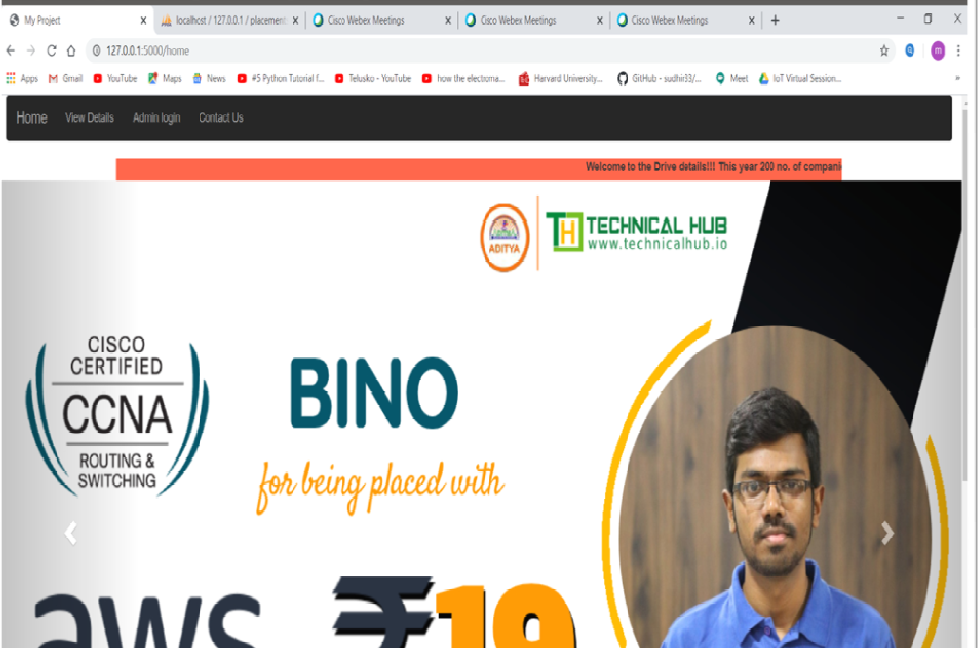 My Project
localhost / 127.0.0.1 / placement
Cisco Webex Meetings
Cisco Webex Meetings
Cisco Webex Meetings
127.0.0.1:5000/home
m
Apps
Gmail
YouTube
Maps
News
#5 Python Tutorial f...
Telusko - YouTube
how the electroma...
Harvard University...
GitHub - sudhir33/...
Meet
IoT Virtual Session...
Home View Details Admin login Contact Us
Welcome to the Drive details!!! This year 200 no. of compani
ADITYA
TH TECHNICAL HUB
www.technicalhub.io
CISCO
CERTIFIED
CCNA
ROUTING &
SWITCHING
BINO
for being placed with
aws ₹19